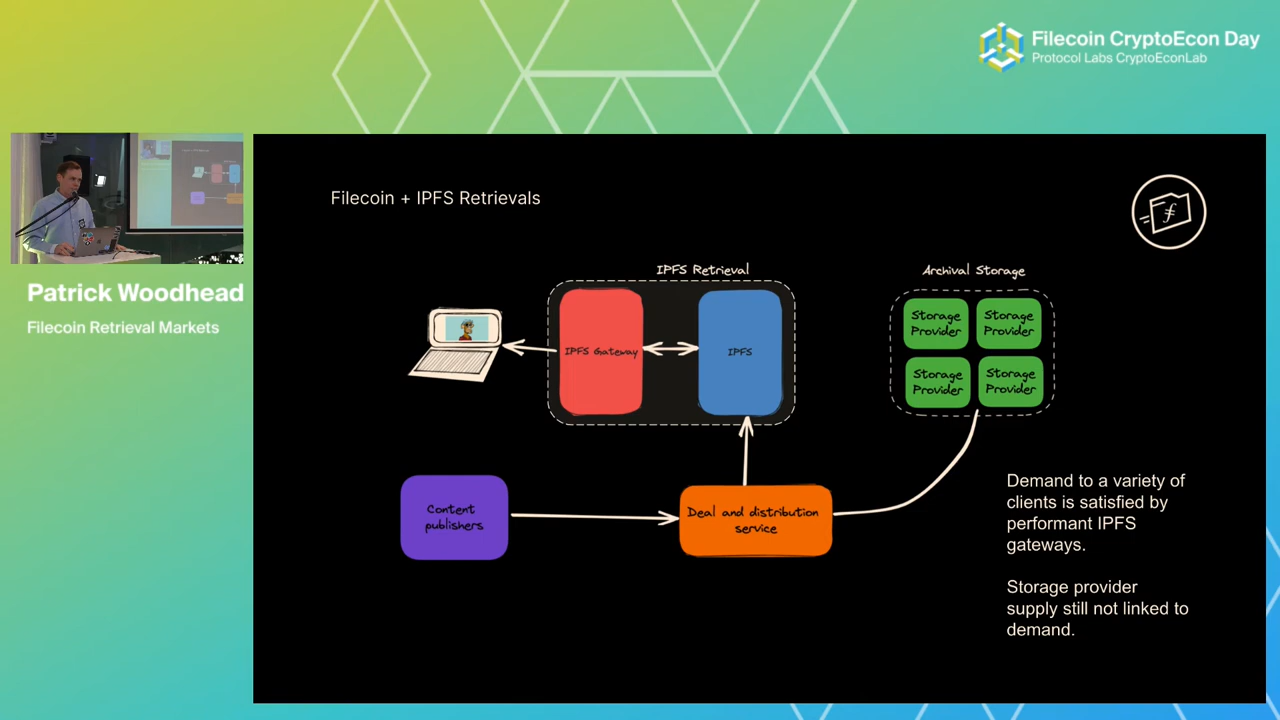 Filecoin CryptoEcon Day
Protocol Labs CryptoEconLab
Patrick Woodhead
Filecoin Retrieval Markets
Filecoin + IPFS Retrievals
IPFS Retrieval
Archival Storage
IPFS Gateway
IPFS
Storage
Provider
Storage
Provider
Storage
Provider
Storage
Provider
Content
publishers
Deal and distribution
service
Demand to a variety of
clients is satisfied by
performant IPFS
gateways.
Storage provider
supply still not linked to
demand.